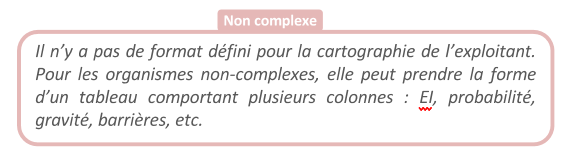 Non complexe
Il n’y a pas de format défini pour la cartographie de l’exploitant.
Pour les organismes non-complexes, elle peut prendre la forme
d’un tableau comportant plusieurs colonnes : EI, probabilité,
gravité, barrières, etc.